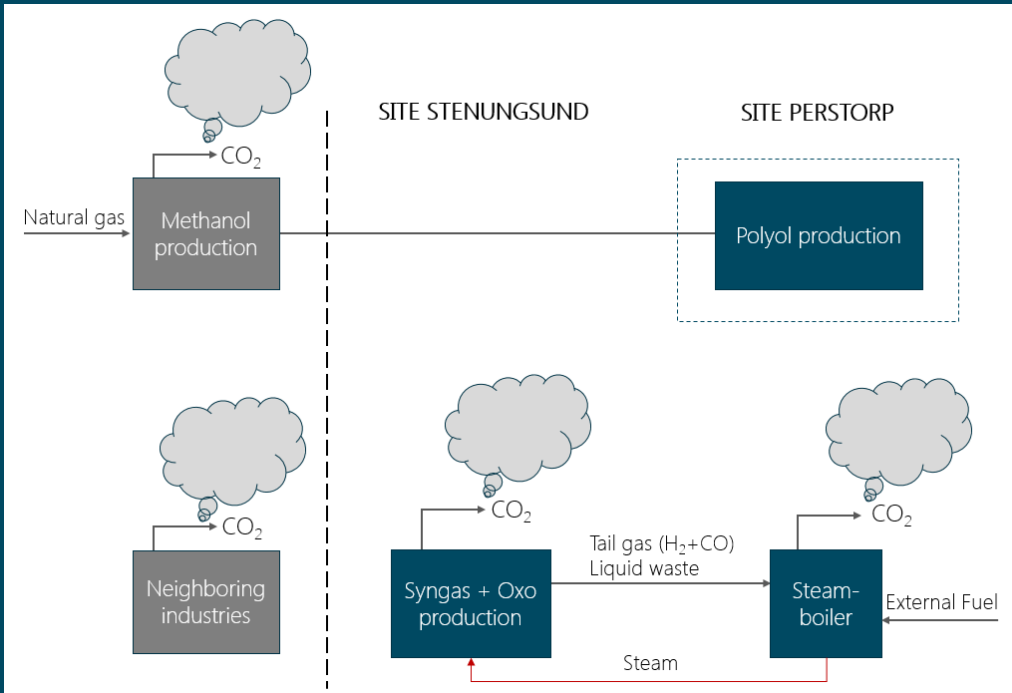 SITE STENUNGSUND
SITE PERSTORP
CO₂
Natural gas
Methanol
production
Polyol production
CO₂
CO₂
CO₂
Neighboring
industries
Syngas + Oxo
production
Tail gas (H₂+CO)
Liquid waste
Steam-
boiler
External Fuel
Steam